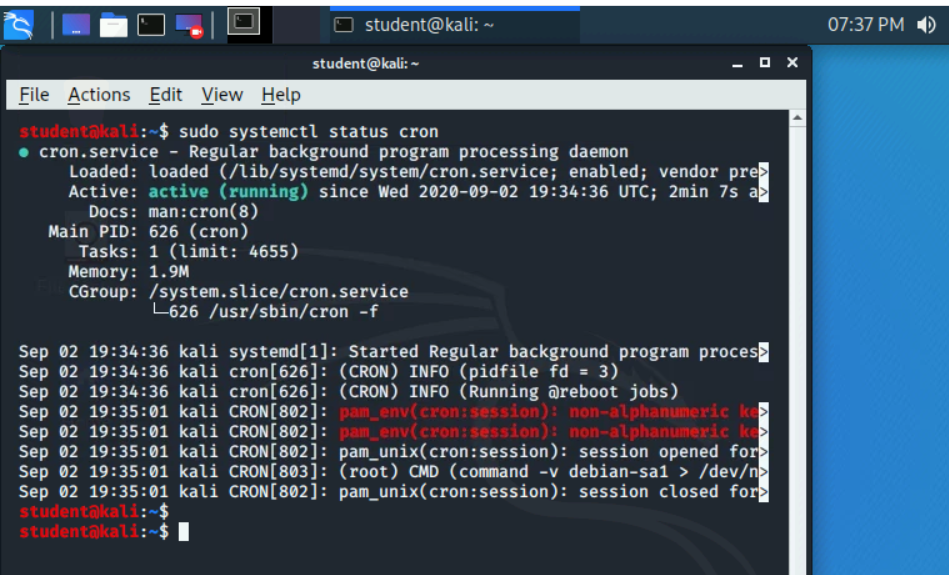 student@kali: ~
07:37 PM
student@kali: ~
File Actions Edit View Help
student@kali:~$ sudo systemctl status cron
● cron.service - Regular background program processing daemon
Loaded: loaded (/lib/systemd/system/cron.service; enabled; vendor pre>
Active: active (running) since Wed 2020-09-02 19:34:36 UTC; 2min 7s a>
Docs: man:cron(8)
Main PID: 626 (cron)
Tasks: 1 (limit: 4655)
Memory: 1.9M
CGroup: /system.slice/cron.service
└─626 /usr/sbin/cron -f
Sep 02 19:34:36 kali systemd[1]: Started Regular background program proces>
Sep 02 19:34:36 kali cron[626]: (CRON) INFO (pidfile fd = 3)
Sep 02 19:34:36 kali cron[626]: (CRON) INFO (Running @reboot jobs)
Sep 02 19:35:01 kali CRON[802]: pam_env(cron:session): non-alphanumeric ke>
Sep 02 19:35:01 kali CRON[802]: pam_env(cron:session): non-alphanumeric ke>
Sep 02 19:35:01 kali CRON[802]: pam_unix(cron:session): session opened for>
Sep 02 19:35:01 kali CRON[803]: (root) CMD (command -v debian-sa1 > /dev/n>
Sep 02 19:35:01 kali CRON[802]: pam_unix(cron:session): session closed for>
student@kali:~$
student@kali:~$